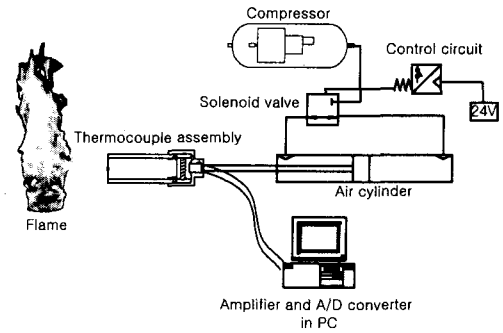 Compressor
Control circuit
Solenoid valve
24V
Thermocouple assembly
Air cylinder
Flame
Amplifier and A/D converter
in PC